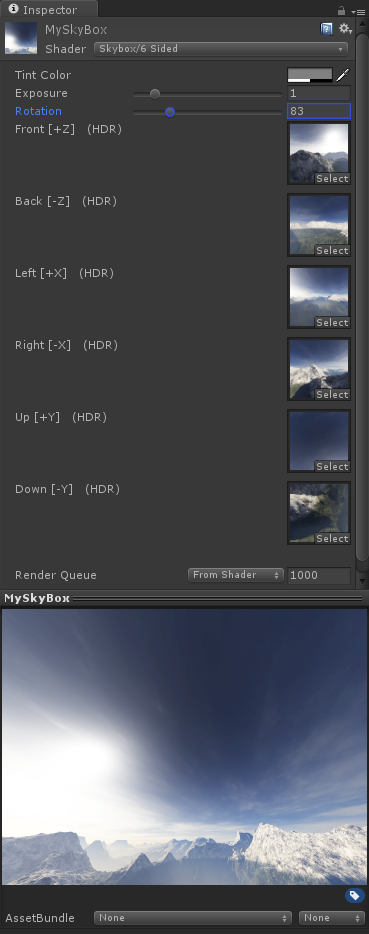 Inspector
MySkyBox
Shader Skybox/6 Sided
Tint Color
Exposure 1
Rotation 83
Front [+Z] (HDR)
Select
Back [-Z] (HDR)
Select
Left [+X] (HDR)
Select
Right [-X] (HDR)
Select
Up [+Y] (HDR)
Select
Down [-Y] (HDR)
Select
Render Queue From Shader 1000
MySkyBox
AssetBundle None None